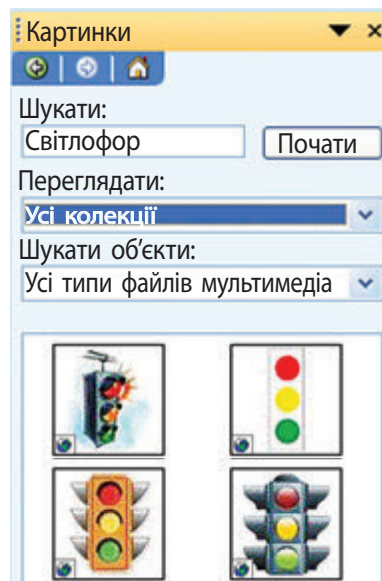 Картинки
Шукати:
Світлофор Почати
Переглядати:
Усі колекції
Шукати об'єкти:
Усі типи файлів мультимедіа